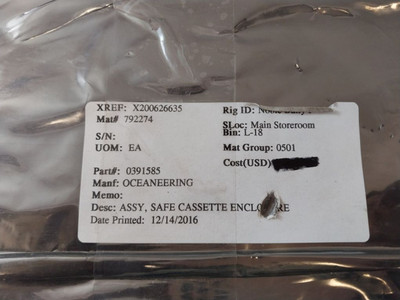 XREF: X200626635
Mat# 792274
S/N:
UOM: EA
Part# 0391585
Manf: OCEANEERING
Memo:
Desc: ASSY, SAFE CASSETTE
Date Printed: 12/14/2016
Rig ID:
SLoc: Main Storeroom
Bin: L-18
Mat Group: 0501
Cost(USD)